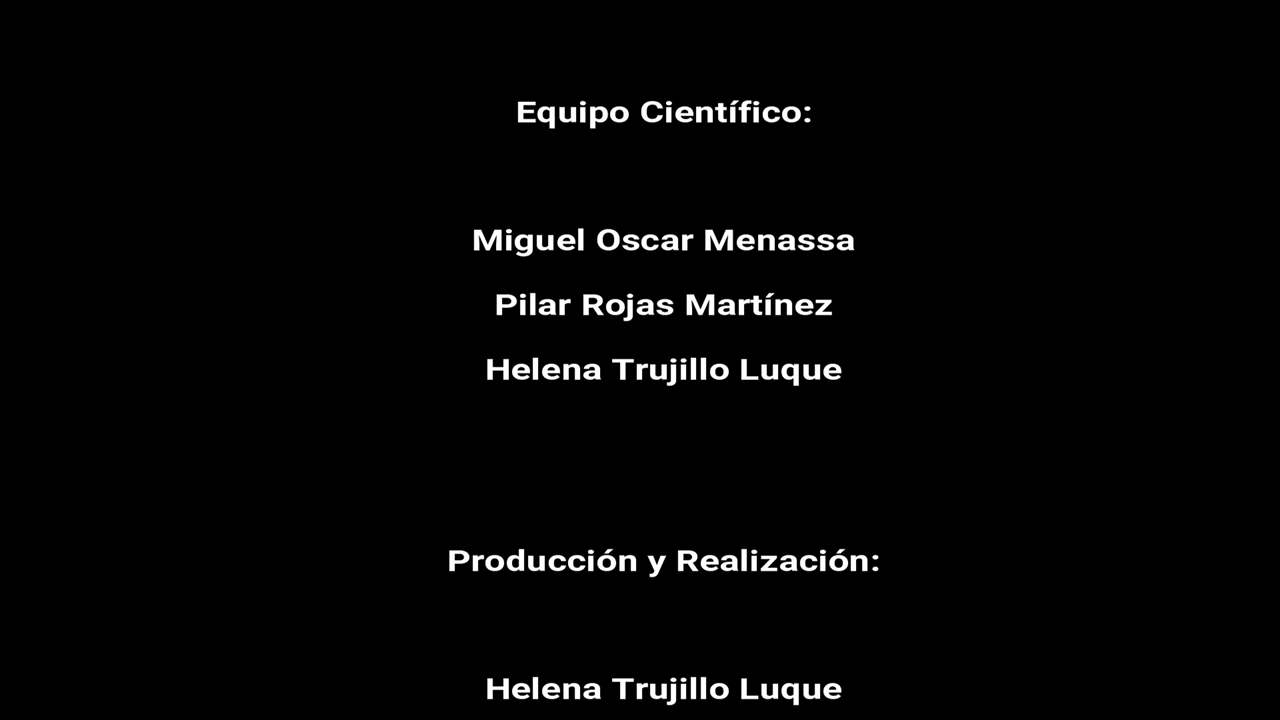 Equipo Científico:
Miguel Oscar Menassa
Pilar Rojas Martínez
Helena Trujillo Luque
Producción y Realización:
Helena Trujillo Luque